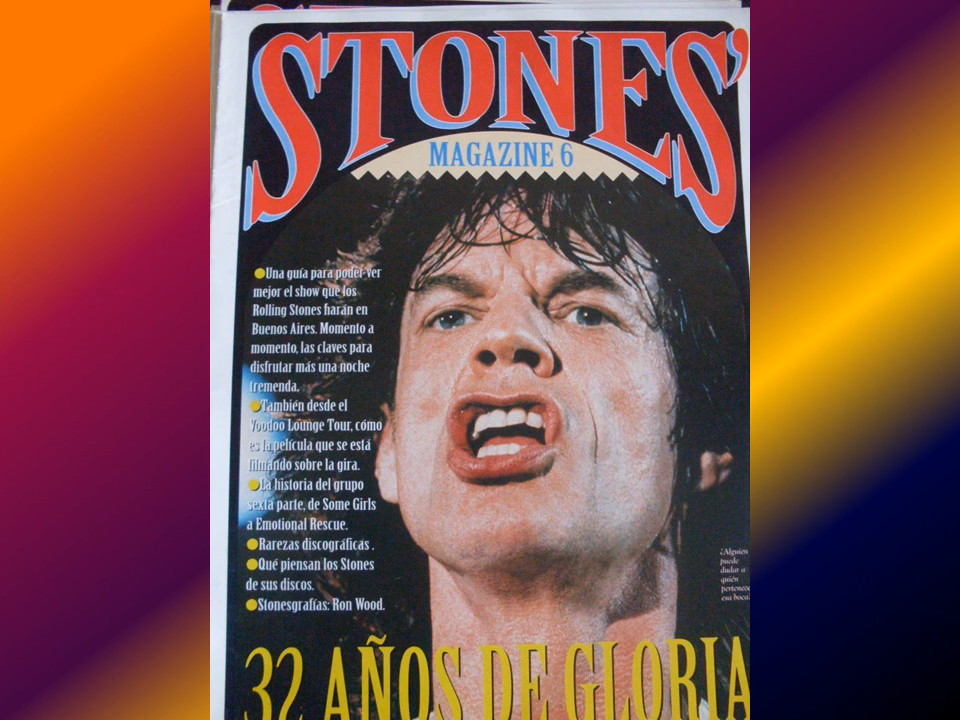 STONES'
MAGAZINE 6
●Una guía para poder ver
mejor el show que los
Rolling Stones harán en
Buenos Aires. Momento a
momento, las claves para
disfrutar más una noche
tremenda.
●También desde el
Voodoo Lounge Tour, cómo
es la película que se está
filmando sobre la gira.
●La historia del grupo
sexta parte, de Some Girls
a Emotional Rescue.
●Rarezas discográficas .
●Qué piensan los Stones
de sus discos.
●Stonesgrafías: Ron Wood.
¿Alguien
puede
dudar a
quién
pertenece
esa boca?
32 AÑOS DE GLORIA